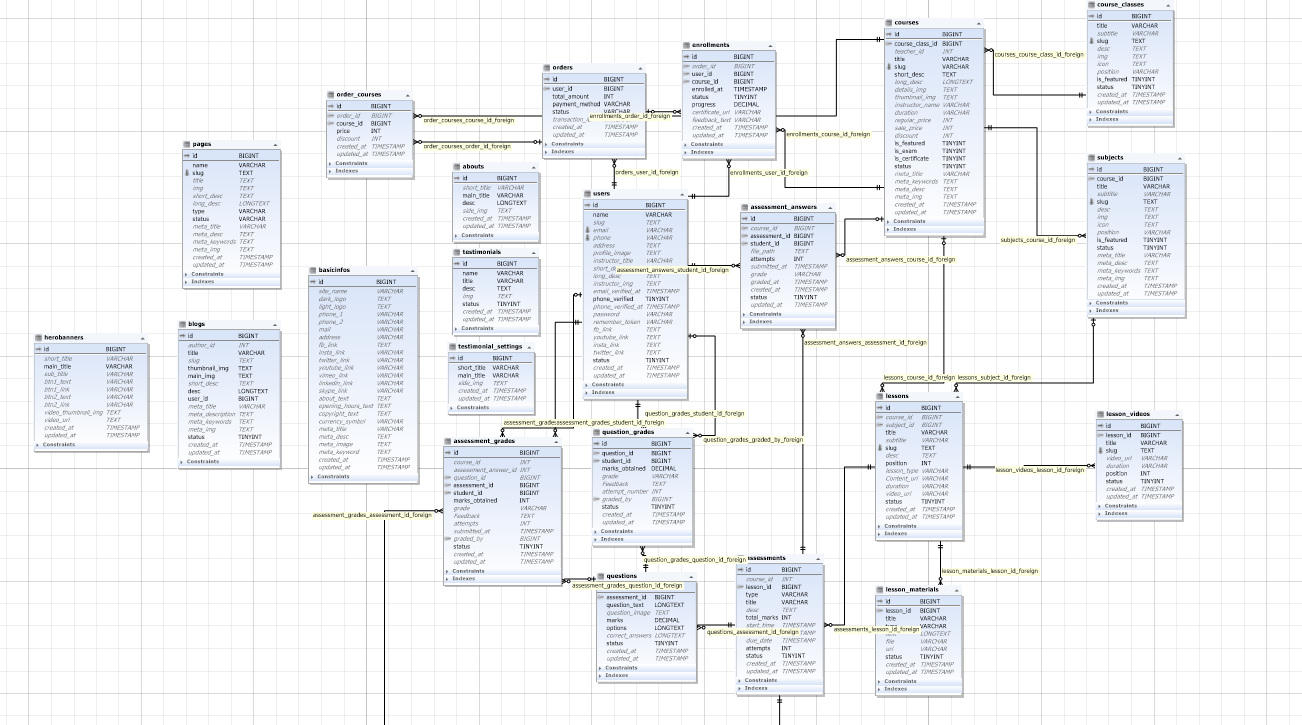 course_classes
id BIGINT
title VARCHAR
subtitle VARCHAR
slug TEXT
desc TEXT
img TEXT
icon TEXT
position VARCHAR
is_featured TINYINT
status TINYINT
created_at TIMESTAMP
updated_at TIMESTAMP
Constraints
Indexes
courses
id BIGINT
course_class_id BIGINT
teacher_id INT
title VARCHAR
slug VARCHAR
short_desc TEXT
long_desc LONGTEXT
details_img TEXT
thumbnail_img TEXT
instructor_name VARCHAR
duration VARCHAR
regular_price INT
sale_price INT
discount INT
is_featured TINYINT
is_exam TINYINT
is_certificate TINYINT
meta_title VARCHAR
meta_keywords VARCHAR
meta_desc TEXT
meta_img TEXT
created_at TIMESTAMP
updated_at TIMESTAMP
Constraints
Indexes
courses_course_class_id_foreign
enrollments
id BIGINT
order_id BIGINT
user_id BIGINT
course_id BIGINT
enrolled_at TIMESTAMP
status TINYINT
progress DECIMAL
certificate_url VARCHAR
feedback_text VARCHAR
created_at TIMESTAMP
updated_at TIMESTAMP
Constraints
Indexes
orders
id BIGINT
user_id BIGINT
total_amount INT
payment_method VARCHAR
status VARCHAR
created_at TIMESTAMP
updated_at TIMESTAMP
Constraints
Indexes
enrollments_order_id_foreign
order_courses
id BIGINT
order_id BIGINT
course_id BIGINT
price INT
discount INT
created_at TIMESTAMP
updated_at TIMESTAMP
Constraints
Indexes
order_courses_course_id_foreign
order_courses_order_id_foreign
enrollments_course_id_foreign
orders_user_id_foreign
enrollments_user_id_foreign
pages
id BIGINT
name VARCHAR
slug TEXT
title TEXT
img TEXT
short_desc TEXT
long_desc LONGTEXT
type VARCHAR
status VARCHAR
meta_title VARCHAR
meta_desc TEXT
meta_keywords TEXT
meta_img TEXT
created_at TIMESTAMP
updated_at TIMESTAMP
Constraints
Indexes
subjects
id BIGINT
course_id BIGINT
title VARCHAR
subtitle VARCHAR
slug TEXT
desc TEXT
img TEXT
icon TEXT
position VARCHAR
is_featured TINYINT
status TINYINT
meta_title VARCHAR
meta_desc TEXT
meta_keywords TEXT
meta_img TEXT
created_at TIMESTAMP
updated_at TIMESTAMP
Constraints
Indexes
subjects_course_id_foreign
abouts
id BIGINT
short_title VARCHAR
main_title VARCHAR
desc LONGTEXT
side_img TEXT
created_at TIMESTAMP
updated_at TIMESTAMP
Constraints
users
name VARCHAR
slug TEXT
email VARCHAR
phone VARCHAR
address TEXT
profile_image TEXT
instructor_title VARCHAR
long_desc TEXT
instructor_img TEXT
email_verified_at TIMESTAMP
phone_verified TINYINT
phone_verified_at TIMESTAMP
password VARCHAR
remember_token VARCHAR
fb_link TEXT
youtube_link TEXT
insta_link TEXT
twitter_link TEXT
status TINYINT
created_at TIMESTAMP
updated_at TIMESTAMP
Constraints
Indexes
assessment_answers
id BIGINT
course_id BIGINT
assessment_id BIGINT
student_id BIGINT
file_path TEXT
attempts INT
submitted_at TIMESTAMP
grade VARCHAR
graded_at TIMESTAMP
created_at TIMESTAMP
updated_at TIMESTAMP
status TINYINT
Constraints
Indexes
assessment_answers_student_id_foreign
assessment_answers_course_id_foreign
assessment_answers_assessment_id_foreign
testimonials
id BIGINT
name VARCHAR
title VARCHAR
desc TEXT
img TEXT
status TINYINT
created_at TIMESTAMP
updated_at TIMESTAMP
Constraints
basicinfos
id BIGINT
site_name VARCHAR
dark_logo TEXT
light_logo TEXT
phone_1 VARCHAR
phone_2 VARCHAR
mail VARCHAR
address VARCHAR
fb_link TEXT
insta_link TEXT
twitter_link TEXT
youtube_link TEXT
vimeo_link TEXT
linkedin_link TEXT
skype_link TEXT
about_text TEXT
opening_hours_text TEXT
copyright_text TEXT
currency_symbol VARCHAR
meta_title VARCHAR
meta_desc TEXT
meta_image TEXT
meta_keyword TEXT
created_at TIMESTAMP
updated_at TIMESTAMP
Constraints
Indexes
herobanners
id BIGINT
short_title VARCHAR
main_title VARCHAR
sub_title VARCHAR
btn1_text VARCHAR
btn1_link VARCHAR
btn2_text VARCHAR
btn2_link VARCHAR
video_thumbnail_img TEXT
video_url TEXT
created_at TIMESTAMP
updated_at TIMESTAMP
Constraints
blogs
id BIGINT
author_id INT
title VARCHAR
slug TEXT
thumbnail_img TEXT
main_img TEXT
short_desc TEXT
desc LONGTEXT
user_id BIGINT
meta_title VARCHAR
meta_description TEXT
meta_keywords TEXT
meta_img TEXT
status TINYINT
created_at TIMESTAMP
updated_at TIMESTAMP
Constraints
Indexes
testimonial_settings
id BIGINT
short_title VARCHAR
main_title VARCHAR
side_img TEXT
created_at TIMESTAMP
updated_at TIMESTAMP
Constraints
lessons_course_id_foreign
lessons_subject_id_foreign
lessons
id BIGINT
course_id BIGINT
subject_id BIGINT
title VARCHAR
subtitle VARCHAR
slug TEXT
desc TEXT
position INT
lesson_type VARCHAR
Content_url VARCHAR
duration VARCHAR
video_url TEXT
status TINYINT
created_at TIMESTAMP
updated_at TIMESTAMP
Constraints
Indexes
lesson_videos
id BIGINT
lesson_id BIGINT
title VARCHAR
slug TEXT
video_url VARCHAR
duration VARCHAR
position INT
status TINYINT
created_at TIMESTAMP
updated_at TIMESTAMP
Constraints
Indexes
lesson_videos_lesson_id_foreign
question_grades_student_id_foreign
question_grades_graded_by_foreign
assessment_grades
id BIGINT
course_id INT
assessment_answer_id INT
question_id BIGINT
assessment_id BIGINT
student_id BIGINT
marks_obtained INT
grade VARCHAR
Feedback TEXT
attempts INT
submitted_at TIMESTAMP
graded_by BIGINT
status TINYINT
created_at TIMESTAMP
updated_at TIMESTAMP
Constraints
Indexes
assessment_grades_assessment_id_foreign
question_grades
id BIGINT
question_id BIGINT
student_id BIGINT
marks_obtained DECIMAL
grade VARCHAR
Feedback TEXT
attempt_number INT
graded_by BIGINT
status TINYINT
created_at TIMESTAMP
updated_at TIMESTAMP
Constraints
Indexes
question_grades_question_id_foreign
assessment_grades_question_id_foreign
questions
assessment_id BIGINT
question_text LONGTEXT
question_image TEXT
marks DECIMAL
options LONGTEXT
correct_answers LONGTEXT
status TINYINT
created_at TIMESTAMP
updated_at TIMESTAMP
Constraints
Indexes
questions_assessment_id_foreign
id BIGINT
course_id INT
lesson_id BIGINT
type VARCHAR
title VARCHAR
desc TEXT
total_marks INT
start_time TIMESTAMP
due_date TIMESTAMP
attempts INT
status TINYINT
created_at TIMESTAMP
updated_at TIMESTAMP
Constraints
Indexes
assessments_lesson_id_foreign
lesson_materials_lesson_id_foreign
lesson_materials
id BIGINT
lesson_id BIGINT
title VARCHAR
file VARCHAR
url VARCHAR
status TINYINT
created_at TIMESTAMP
updated_at TIMESTAMP
Constraints
Indexes